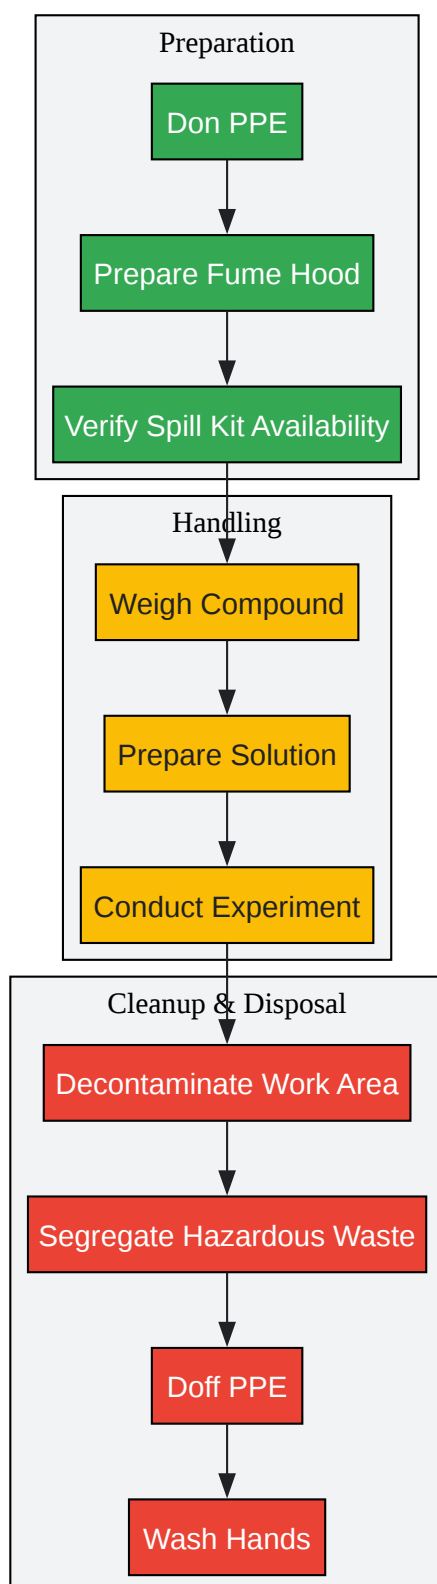 Preparation
Don PPE
Prepare Fume Hood
Verify Spill Kit Availability
Handling
Weigh Compound
Prepare Solution
Conduct Experiment
Cleanup & Disposal
Decontaminate Work Area
Segregate Hazardous Waste
Doff PPE
Wash Hands